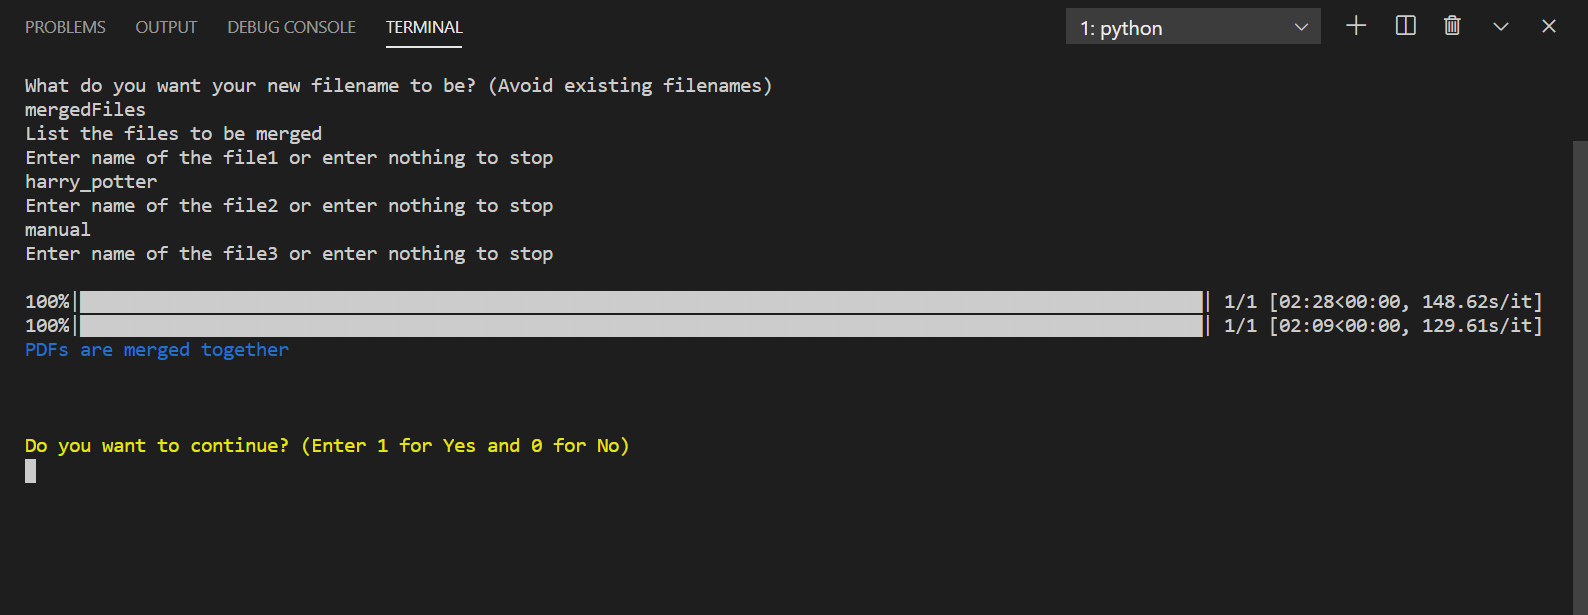 PROBLEMS OUTPUT DEBUG CONSOLE TERMINAL 1: python
What do you want your new filename to be? (Avoid existing filenames)
mergedFiles
List the files to be merged
Enter name of the file1 or enter nothing to stop
harry_potter
Enter name of the file2 or enter nothing to stop
manual
Enter name of the file3 or enter nothing to stop
100%| | 1/1 [02:28<00:00, 148.62s/it]
100%| | 1/1 [02:09<00:00, 129.61s/it]
PDFs are merged together
Do you want to continue? (Enter 1 for Yes and 0 for No)